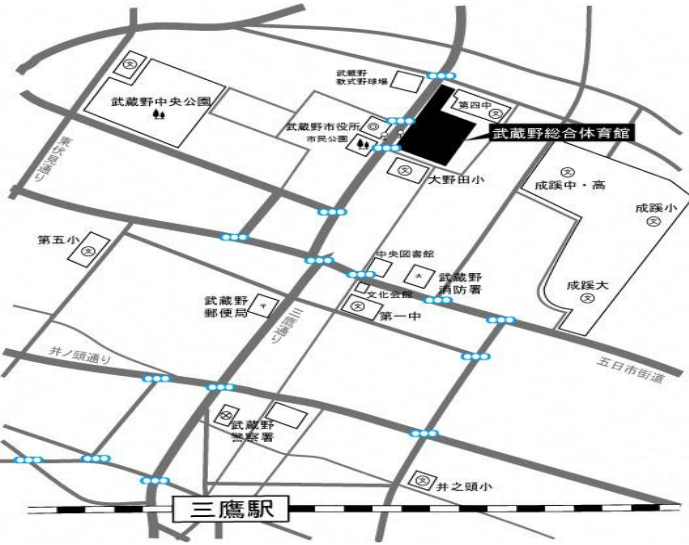 武蔵野
軟式野球場
第四中
武蔵野中央公園
武蔵野市役所
市民公園
武蔵野総合体育館
東伏見通り
大野田小
成蹊中・高
成蹊小
第五小
中央図書館
武蔵野
消防署
成蹊大
文化会館
武蔵野
郵便局
第一中
三鷹通り
五日市街道
井ノ頭通り
武蔵野
警察署
井之頭小
三鷹駅